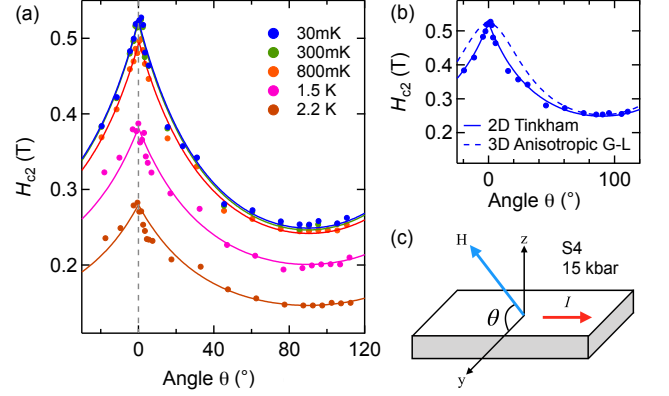 (a)
30mK
300mK
800mK
1.5 K
2.2 K
0.5
0.4
0.3
0.2
Hc2 (T)
0 40 80 120
Angle θ (°)
(b)
0.5
0.4
0.3
0.2
Hc2 (T)
2D Tinkham
3D Anisotropic G-L
0 50 100
Angle θ (°)
(c)
H
z
S4
15 kbar
I
θ
y